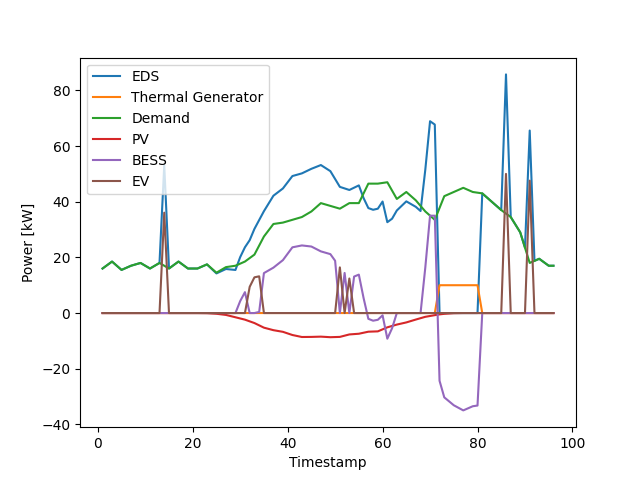 EDS
Thermal Generator
Demand
PV
BESS
EV
80
60
40
20
0
−20
−40
Power [kW]
0 20 40 60 80 100
Timestamp